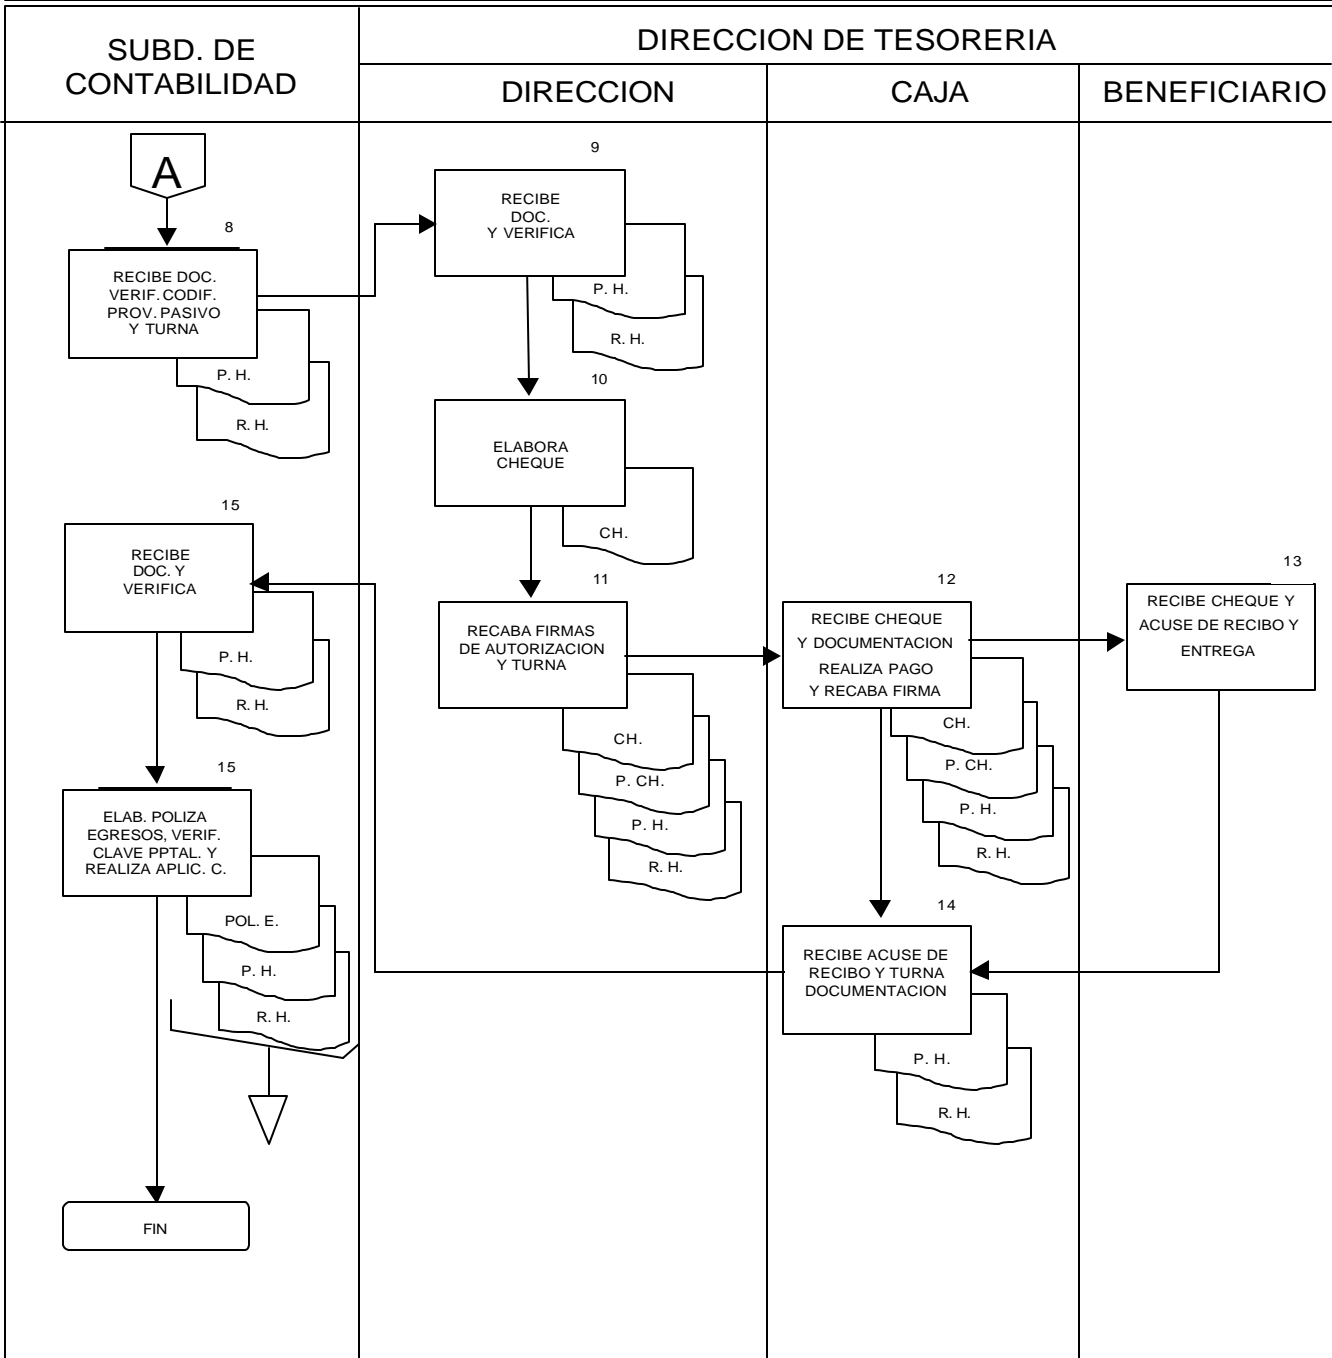 SUBD. DE
CONTABILIDAD
DIRECCION DE TESORERIA
DIRECCION
CAJA
BENEFICIARIO
A
8
RECIBE DOC.
VERIF. CODIF.
PROV. PASIVO
Y TURNA
P. H.
R. H.
9
RECIBE
DOC.
Y VERIFICA
P. H.
R. H.
10
ELABORA
CHEQUE
CH.
11
RECABA FIRMAS
DE AUTORIZACION
Y TURNA
CH.
P. CH.
P. H.
R. H.
12
RECIBE CHEQUE
Y DOCUMENTACION
REALIZA PAGO
Y RECABA FIRMA
CH.
P. CH.
P. H.
R. H.
13
RECIBE CHEQUE Y
ACUSE DE RECIBO Y
ENTREGA
14
RECIBE ACUSE DE
RECIBO Y TURNA
DOCUMENTACION
P. H.
R. H.
15
RECIBE
DOC. Y
VERIFICA
P. H.
R. H.
15
ELAB. POLIZA
EGRESOS, VERIF.
CLAVE PPTAL. Y
REALIZA APLIC. C.
POL. E.
P. H.
R. H.
FIN